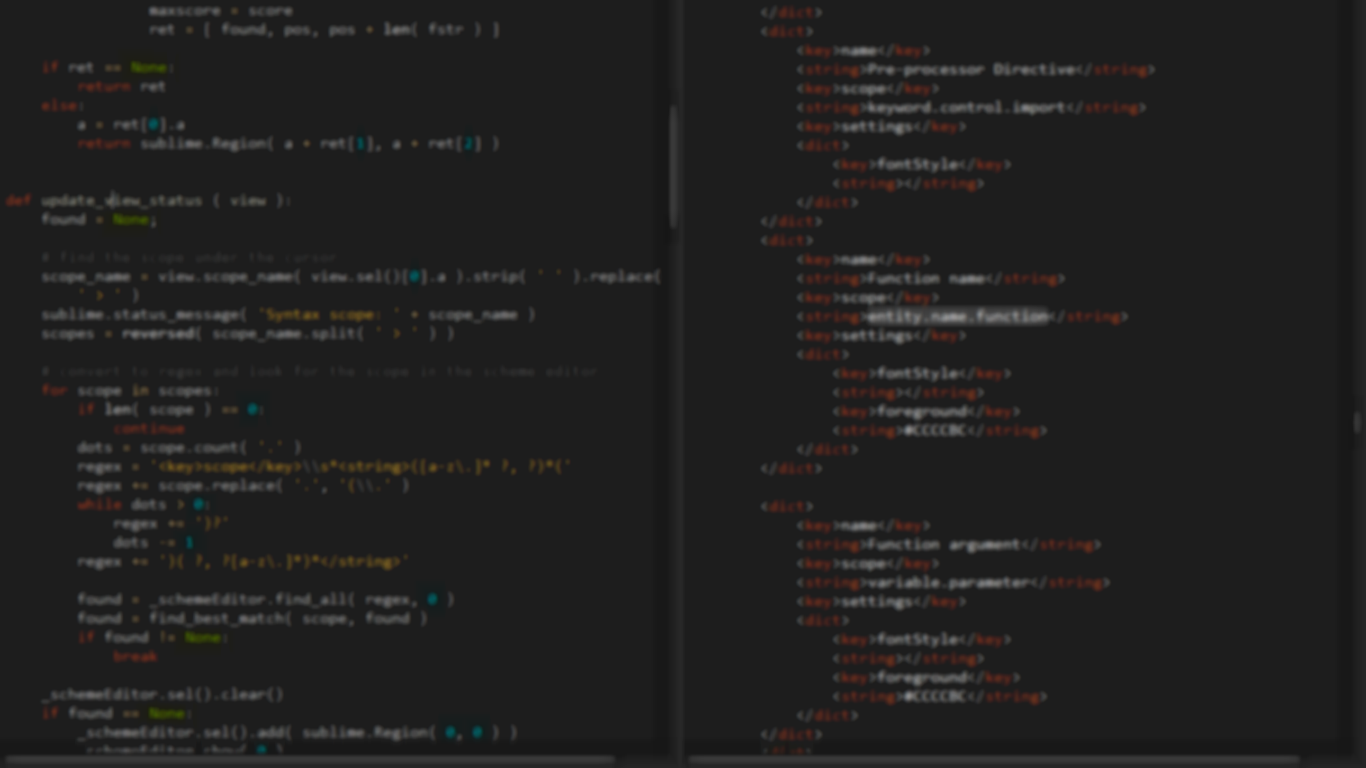 maxscore = score
ret = [ found, pos, pos + len( fstr ) ]
if ret == None:
return ret
else:
a = ret[0].a
return sublime.Region( a + ret[1], a + ret[2] )
def update_view_status ( view ):
found = None;
# find the scope under the cursor
scope_name = view.scope_name( view.sel()[0].a ).strip( ' ' ).replace(
' > ' )
sublime.status_message( 'Syntax scope: ' + scope_name )
scopes = reversed( scope_name.split( ' > ' ) )
# convert to regex and look for the scope in the scheme editor
for scope in scopes:
if len( scope ) == 0:
continue
dots = scope.count( '.' )
regex = '<key>scope</key>\\s*<string>([a-z\.]* ?, ?)*('
regex += scope.replace( '.', '(\\.' )
while dots > 0:
regex += ')?'
dots -= 1
regex += ')( ?, ?[a-z\.]*)*</string>'
found = _schemeEditor.find_all( regex, 0 )
found = find_best_match( scope, found )
if found != None:
break
_schemeEditor.sel().clear()
if found == None:
_schemeEditor.sel().add( sublime.Region( 0, 0 ) )
_schemeEditor.show( 0 )
</dict>
<dict>
<key>name</key>
<string>Pre-processor Directive</string>
<key>scope</key>
<string>keyword.control.import</string>
<key>settings</key>
<dict>
<key>fontStyle</key>
<string></string>
</dict>
</dict>
<dict>
<key>name</key>
<string>Function name</string>
<key>scope</key>
<string>entity.name.function</string>
<key>settings</key>
<dict>
<key>fontStyle</key>
<string></string>
<key>foreground</key>
<string>#CCCCBC</string>
</dict>
</dict>
<dict>
<key>name</key>
<string>Function argument</string>
<key>scope</key>
<string>variable.parameter</string>
<key>settings</key>
<dict>
<key>fontStyle</key>
<string></string>
<key>foreground</key>
<string>#CCCCBC</string>
</dict>
</dict>